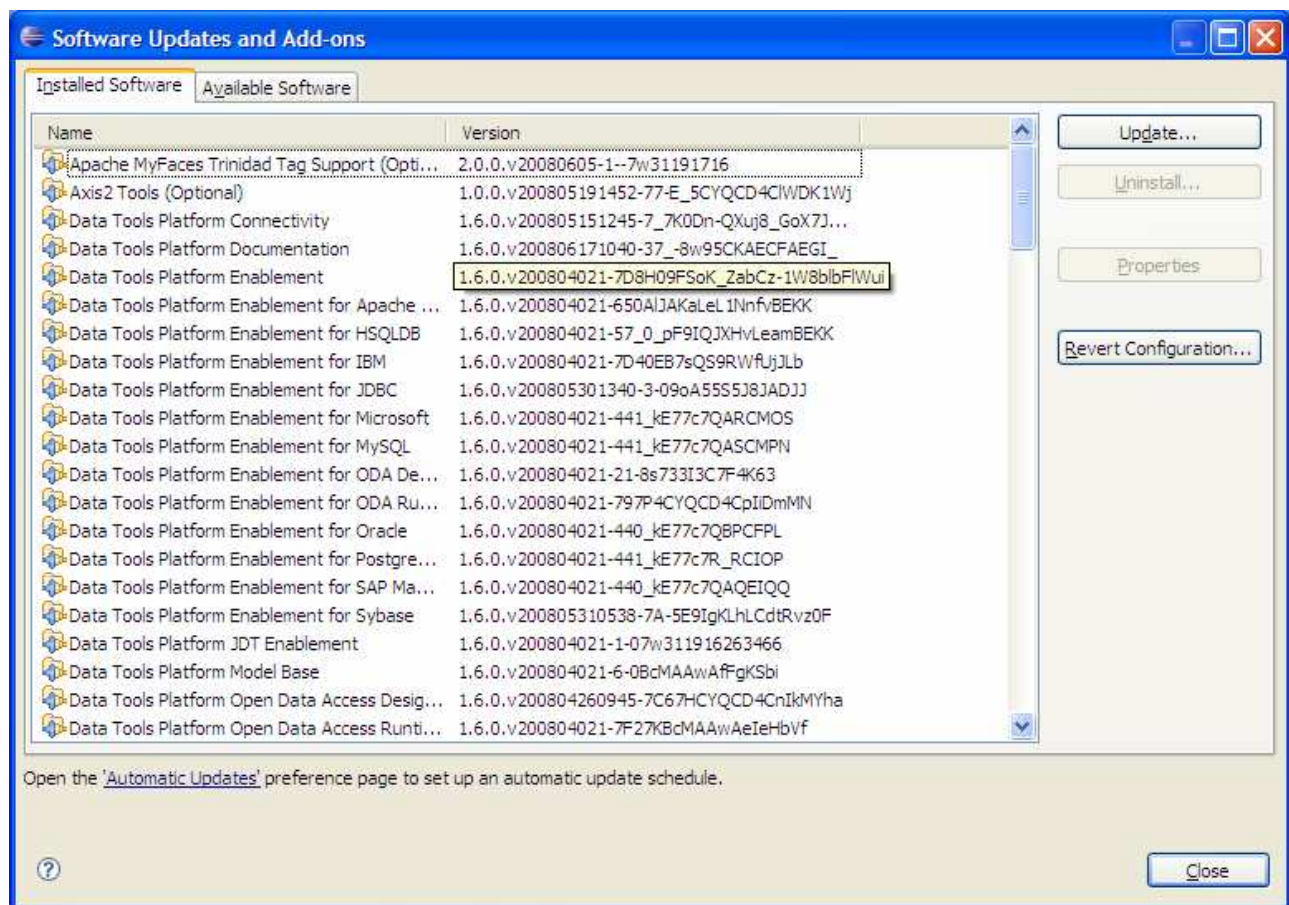 Software Updates and Add-ons
Installed Software Available Software
Name Version
Apache MyFaces Trinidad Tag Support (Opti... 2.0.0.v20080605-1--7w31191716
Axis2 Tools (Optional) 1.0.0.v200805191452-77-E_5CYQCD4ClWDK1Wj
Data Tools Platform Connectivity 1.6.0.v200805151245-7_7K0Dn-QXuj8_GoX7J...
Data Tools Platform Documentation 1.6.0.v200806171040-37_-8w95CKAECFAEGI_
Data Tools Platform Enablement 1.6.0.v200804021-7D8H09FSoK_ZabCz-1W8blbFlWui
Data Tools Platform Enablement for Apache ... 1.6.0.v200804021-650AlJAKaLeL1NnfvBEKK
Data Tools Platform Enablement for HSQLDB 1.6.0.v200804021-57_0_pF9IQJXHvLeamBEKK
Data Tools Platform Enablement for IBM 1.6.0.v200804021-7D40EB7sQS9RWfUjJLb
Data Tools Platform Enablement for JDBC 1.6.0.v200805301340-3-09oA55S5J8JADJJ
Data Tools Platform Enablement for Microsoft 1.6.0.v200804021-441_kE77c7QARCMOS
Data Tools Platform Enablement for MySQL 1.6.0.v200804021-441_kE77c7QASCMPN
Data Tools Platform Enablement for ODA De... 1.6.0.v200804021-21-8s733I3C7F4K63
Data Tools Platform Enablement for ODA Ru... 1.6.0.v200804021-797P4CYQCD4CpIiDmMN
Data Tools Platform Enablement for Oracle 1.6.0.v200804021-440_kE77c7QBPCFPL
Data Tools Platform Enablement for Postgre... 1.6.0.v200804021-441_kE77c7R_RCIOP
Data Tools Platform Enablement for SAP Ma... 1.6.0.v200804021-440_kE77c7QAQEIQQ
Data Tools Platform Enablement for Sybase 1.6.0.v200805310538-7A-5E9IgKLhLCdtRvz0F
Data Tools Platform JDT Enablement 1.6.0.v200804021-1-07w311916263466
Data Tools Platform Model Base 1.6.0.v200804021-6-0BcMAAwAfFgKSbi
Data Tools Platform Open Data Access Desig... 1.6.0.v200804260945-7C67HCYQCD4CnIkMYha
Data Tools Platform Open Data Access Runti... 1.6.0.v200804021-7F27KBcMAAwAeIeHbVf
Update...
Uninstall...
Properties
Revert Configuration...
Open the 'Automatic Updates' preference page to set up an automatic update schedule.
?
Close